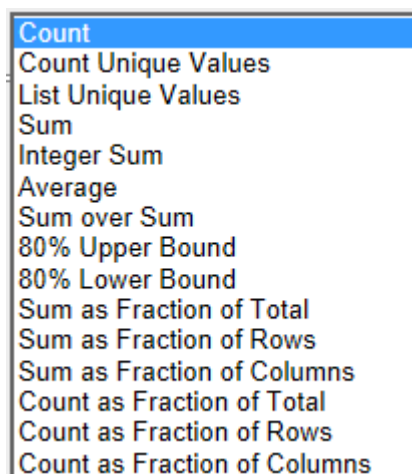 Count
Count Unique Values
List Unique Values
Sum
Integer Sum
Average
Sum over Sum
80% Upper Bound
80% Lower Bound
Sum as Fraction of Total
Sum as Fraction of Rows
Sum as Fraction of Columns
Count as Fraction of Total
Count as Fraction of Rows
Count as Fraction of Columns